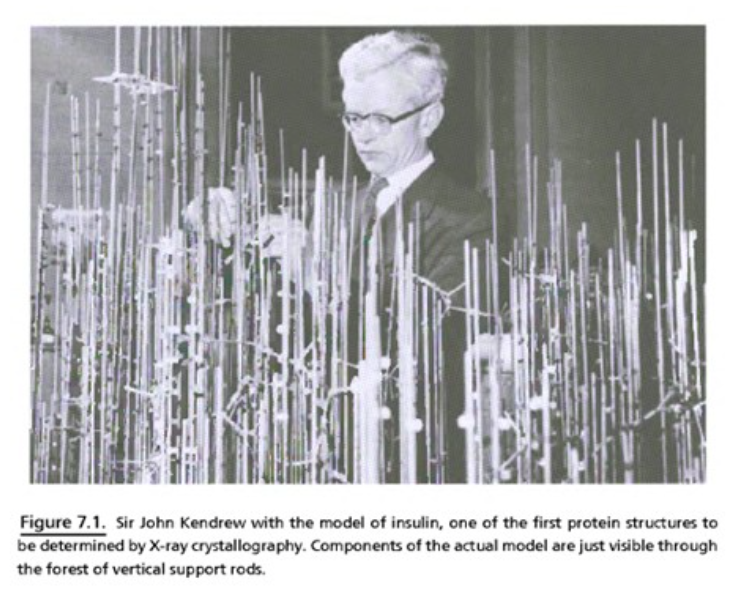 Figure 7.1. Sir John Kendrew with the model of insulin, one of the first protein structures to
be determined by X-ray crystallography. Components of the actual model are just visible through
the forest of vertical support rods.